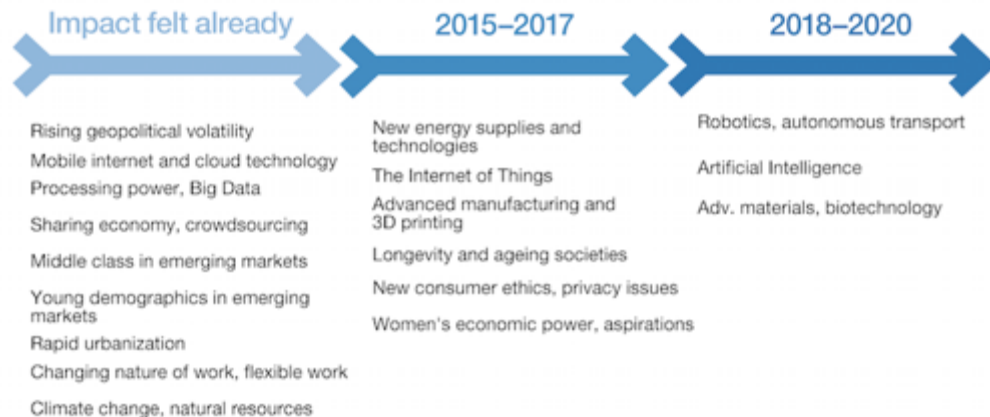 Impact felt already
Rising geopolitical volatility
Mobile internet and cloud technology
Processing power, Big Data
Sharing economy, crowdsourcing
Middle class in emerging markets
Young demographics in emerging
markets
Rapid urbanization
Changing nature of work, flexible work
Climate change, natural resources
2015–2017
New energy supplies and
technologies
The Internet of Things
Advanced manufacturing and
3D printing
Longevity and ageing societies
New consumer ethics, privacy issues
Women's economic power, aspirations
2018–2020
Robotics, autonomous transport
Artificial Intelligence
Adv. materials, biotechnology